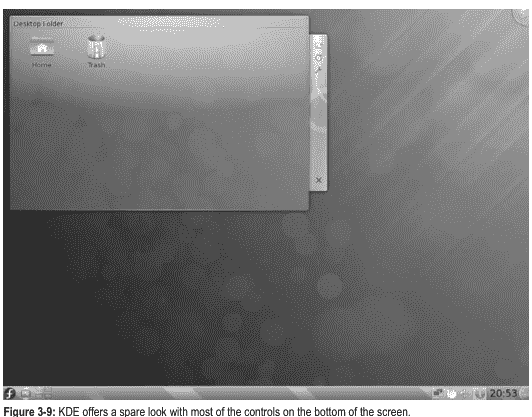 Desktop Folder
Home
Trash
20:53
Figure 3-9: KDE offers a spare look with most of the controls on the bottom of the screen.